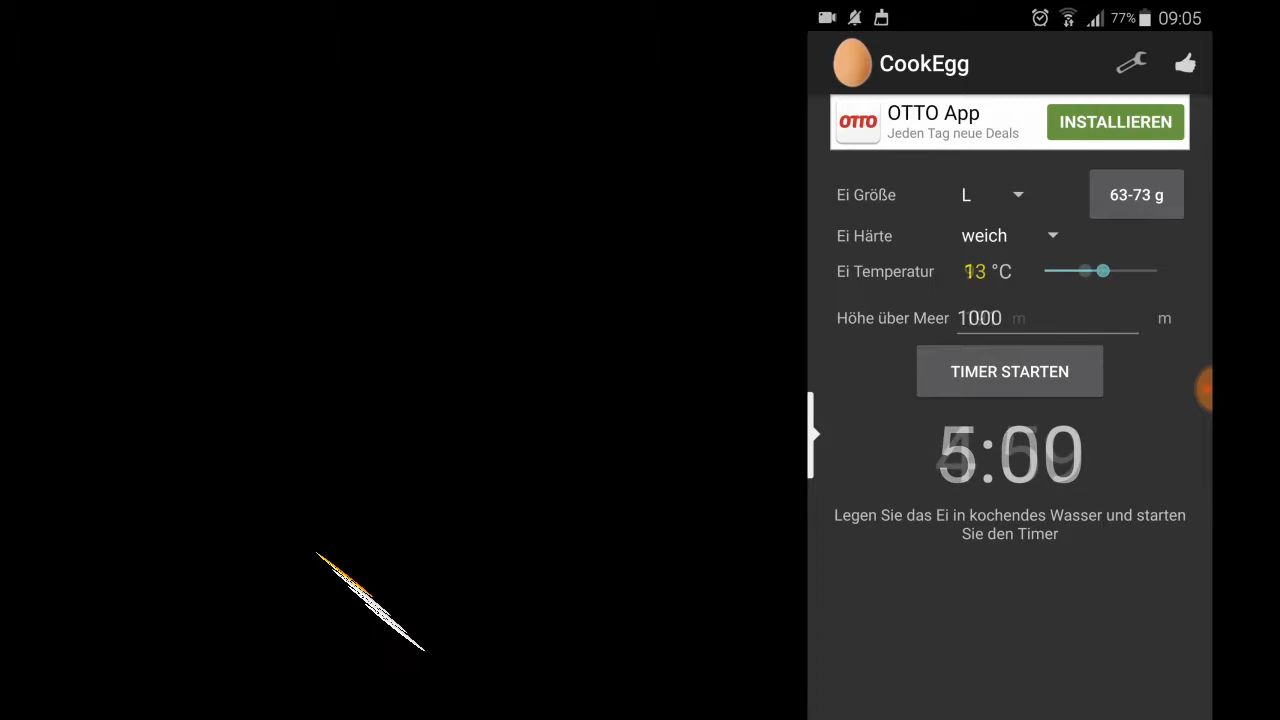 77% 09:05
CookEgg
OTTO
OTTO App
Jeden Tag neue Deals
INSTALLIEREN
Ei Größe L 63-73 g
Ei Härte weich
Ei Temperatur 13 °C
Höhe über Meer 1000 m
TIMER STARTEN
5:00
Legen Sie das Ei in kochendes Wasser und starten
Sie den Timer